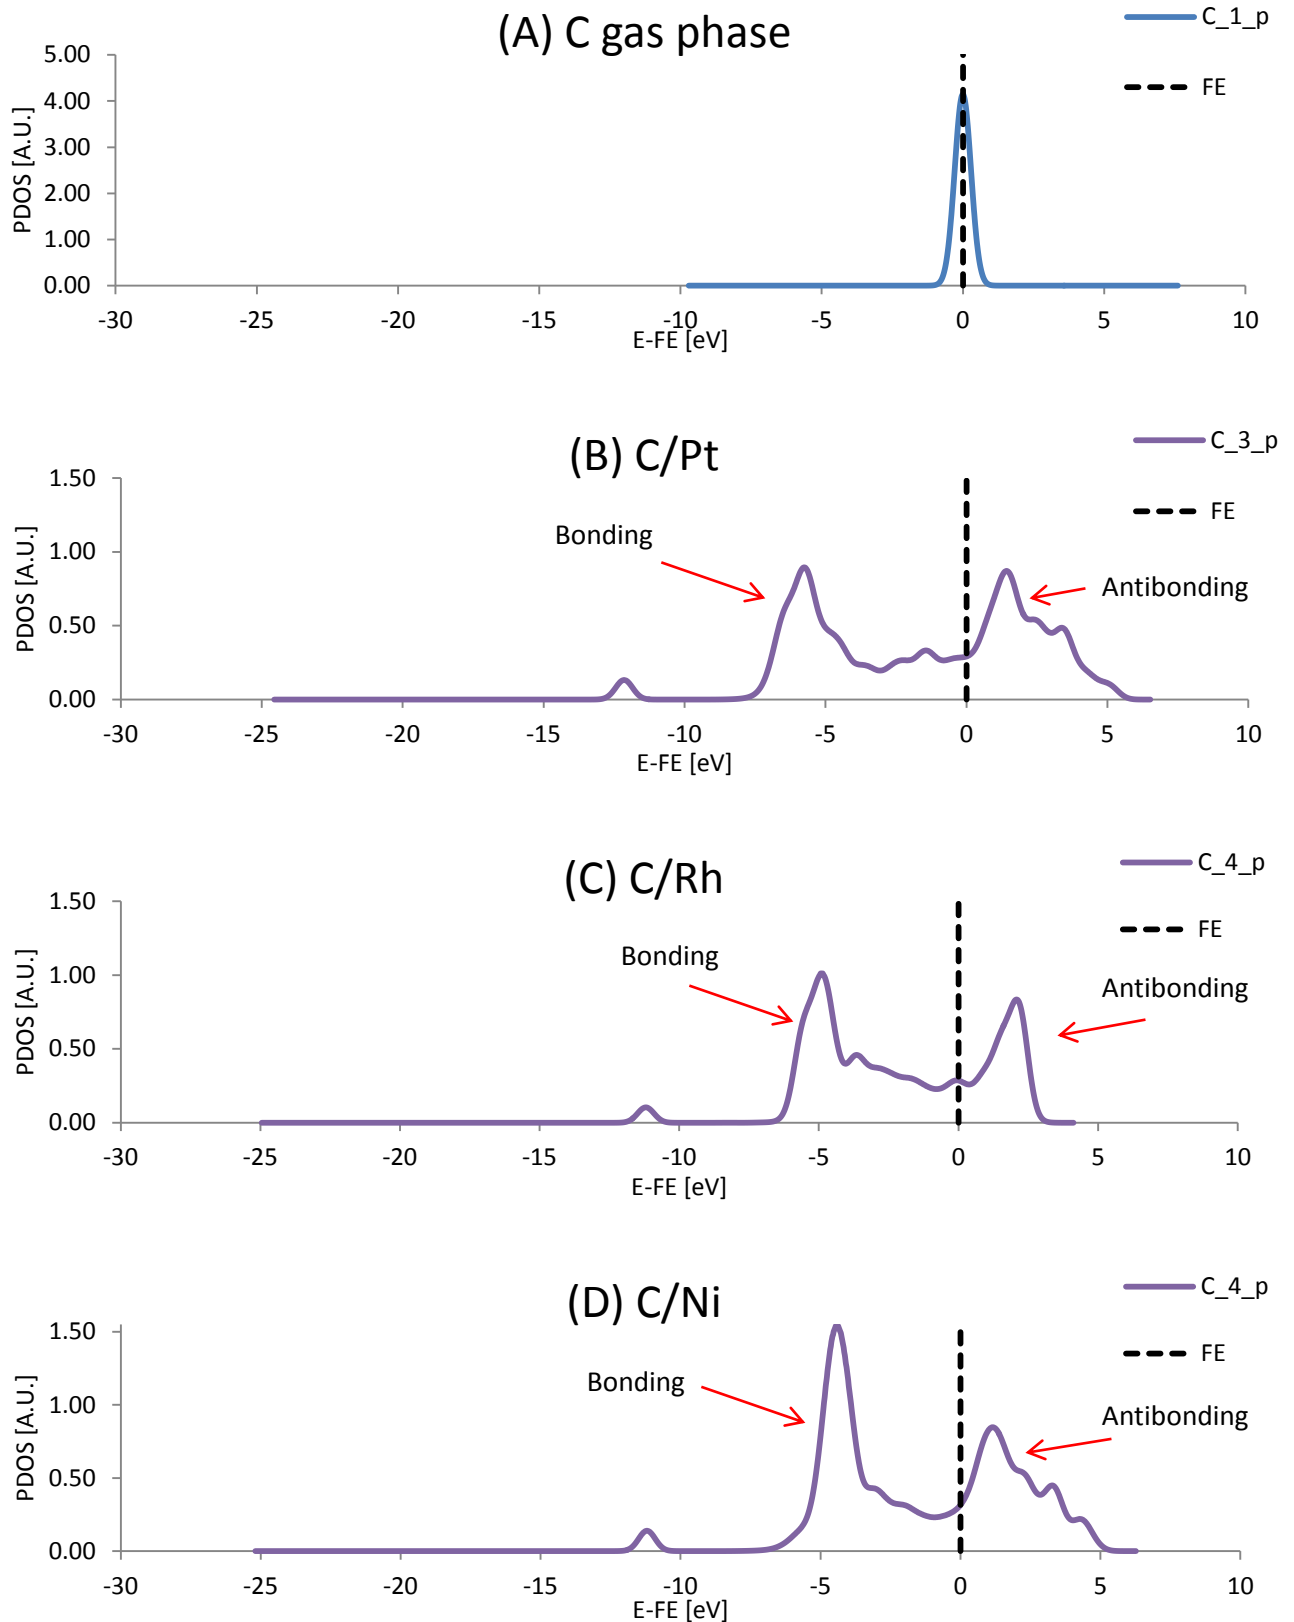 (A) C gas phase
C_1_p
FE
PDOS [A.U.]
5.00
4.00
3.00
2.00
1.00
0.00
-30 -25 -20 -15 -10 -5 0 5 10
E-FE [eV]
(B) C/Pt
C_3_p
FE
Bonding
Antibonding
PDOS [A.U.]
1.50
1.00
0.50
0.00
-30 -25 -20 -15 -10 -5 0 5 10
E-FE [eV]
(C) C/Rh
C_4_p
FE
Bonding
Antibonding
PDOS [A.U.]
1.50
1.00
0.50
0.00
-30 -25 -20 -15 -10 -5 0 5 10
E-FE [eV]
(D) C/Ni
C_4_p
FE
Bonding
Antibonding
PDOS [A.U.]
1.50
1.00
0.50
0.00
-30 -25 -20 -15 -10 -5 0 5 10